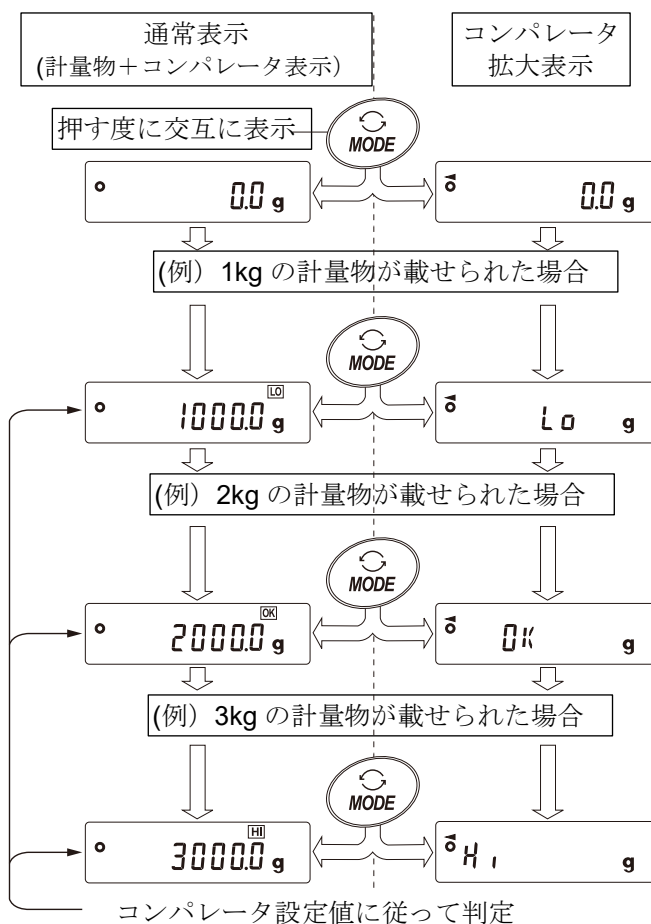 通常表示
(計量物＋コンパレータ表示)
コンパレータ
拡大表示
押す度に交互に表示
MODE
0.0 g
0.0 g
(例) 1kg の計量物が載せられた場合
MODE
LO
1000.0 g
Lo g
(例) 2kg の計量物が載せられた場合
MODE
OK
2000.0 g
OK g
(例) 3kg の計量物が載せられた場合
MODE
HI
3000.0 g
Hi g
コンパレータ設定値に従って判定